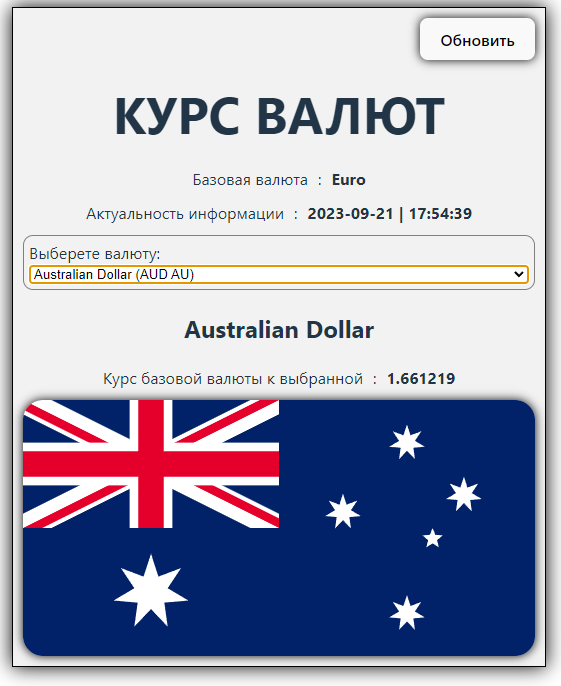 Обновить
КУРС ВАЛЮТ
Базовая валюта : Euro
Актуальность информации : 2023-09-21 | 17:54:39
Выберете валюту:
Australian Dollar (AUD AU)
Australian Dollar
Курс базовой валюты к выбранной : 1.661219